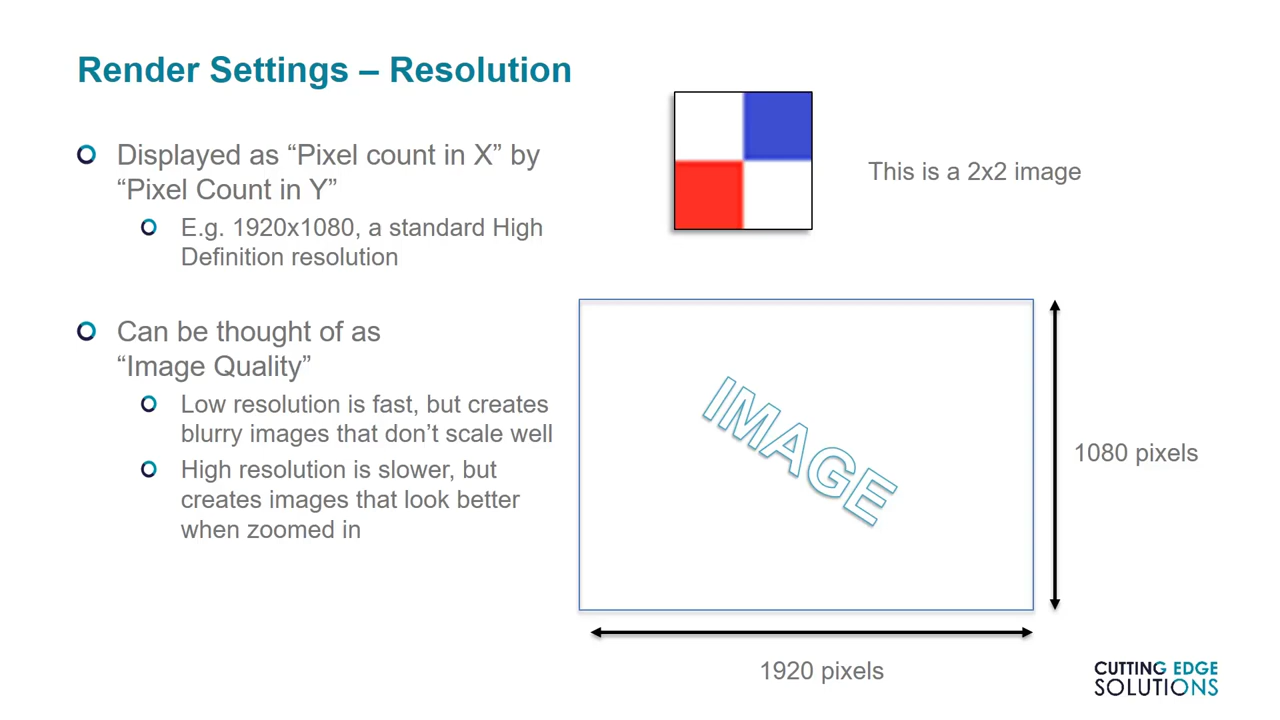 Render Settings – Resolution
Displayed as “Pixel count in X” by
“Pixel Count in Y”
E.g. 1920x1080, a standard High
Definition resolution
Can be thought of as
“Image Quality”
Low resolution is fast, but creates
blurry images that don’t scale well
High resolution is slower, but
creates images that look better
when zoomed in
This is a 2x2 image
IMAGE
1080 pixels
1920 pixels
CUTTING EDGE
SOLUTIONS